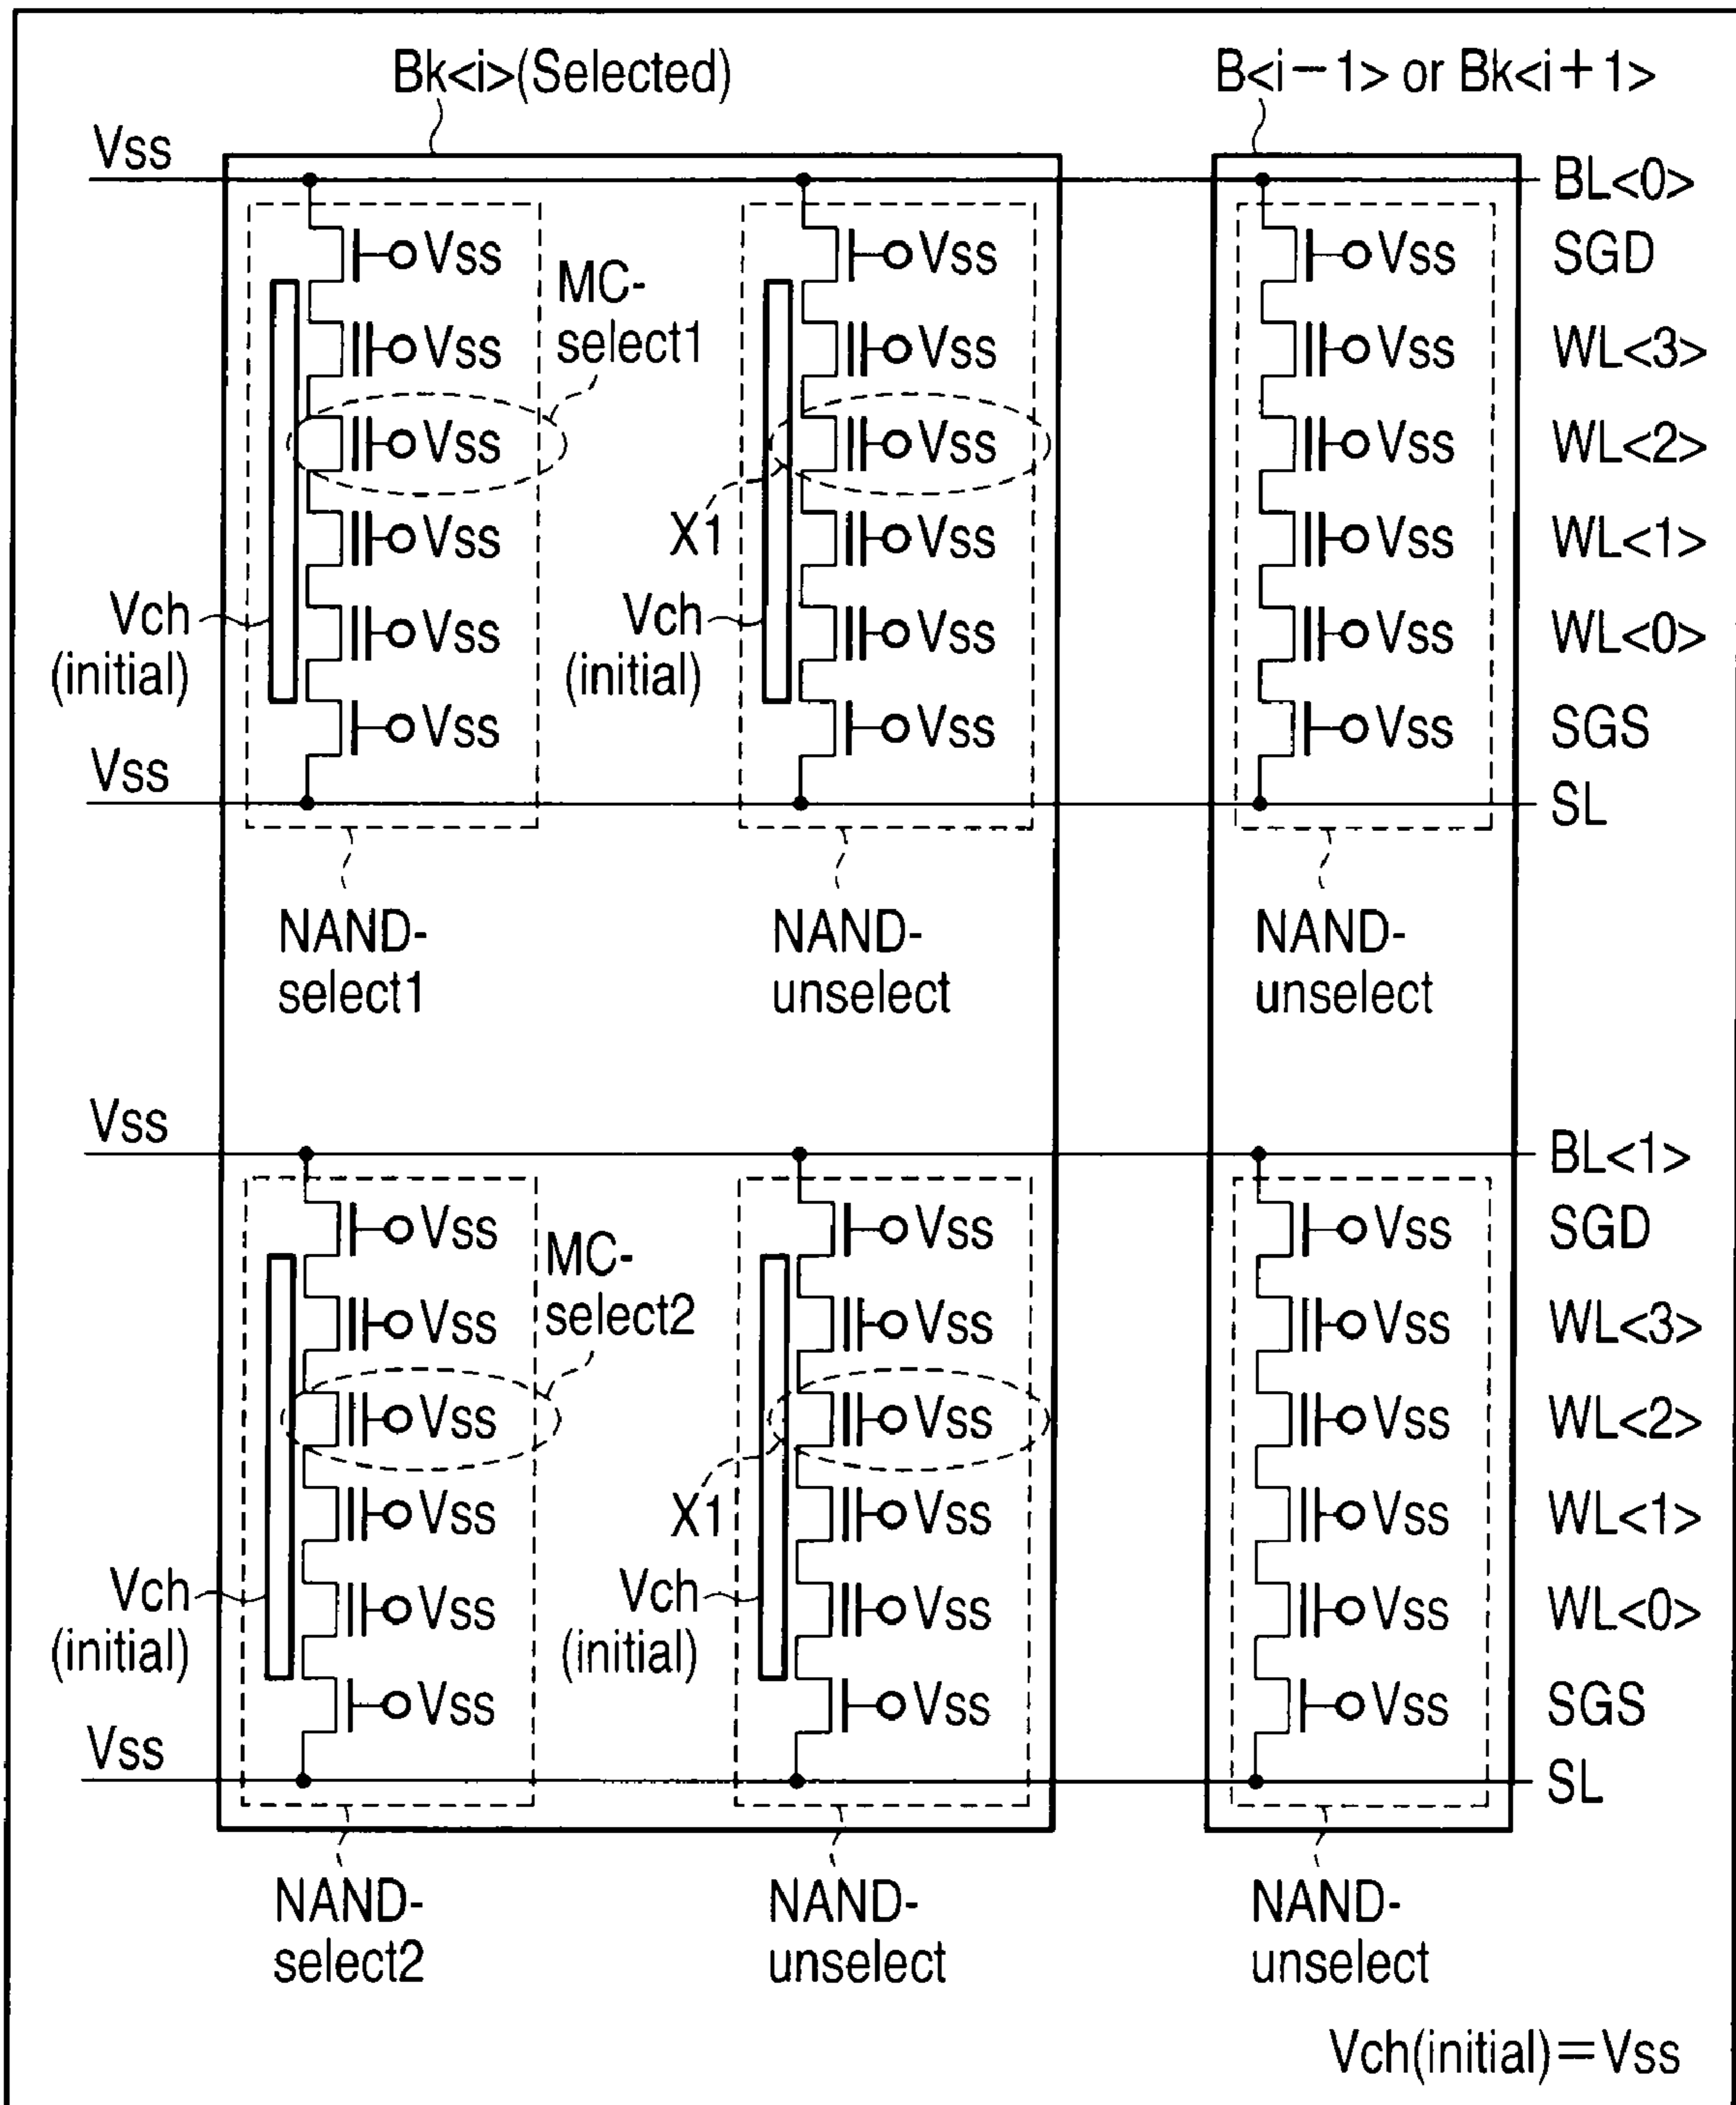 Bk<i>(Selected) B<i−1> or Bk<i+1>
Vss BL<0>
Vss Vss Vss SGD
MC-
select1
Vss Vss Vss WL<3>
Vss Vss Vss WL<2>
X1
Vss Vss Vss WL<1>
Vch
(initial) Vss Vch
(initial) Vss Vss WL<0>
Vss Vss Vss SGS
Vss SL
NAND-
select1 NAND-
unselect NAND-
unselect
Vss BL<1>
Vss Vss Vss SGD
MC-
select2
Vss Vss Vss WL<3>
Vss Vss Vss WL<2>
X1
Vss Vss Vss WL<1>
Vch
(initial) Vss Vch
(initial) Vss Vss WL<0>
Vss Vss Vss SGS
Vss SL
NAND-
select2 NAND-
unselect NAND-
unselect
Vch(initial)=Vss